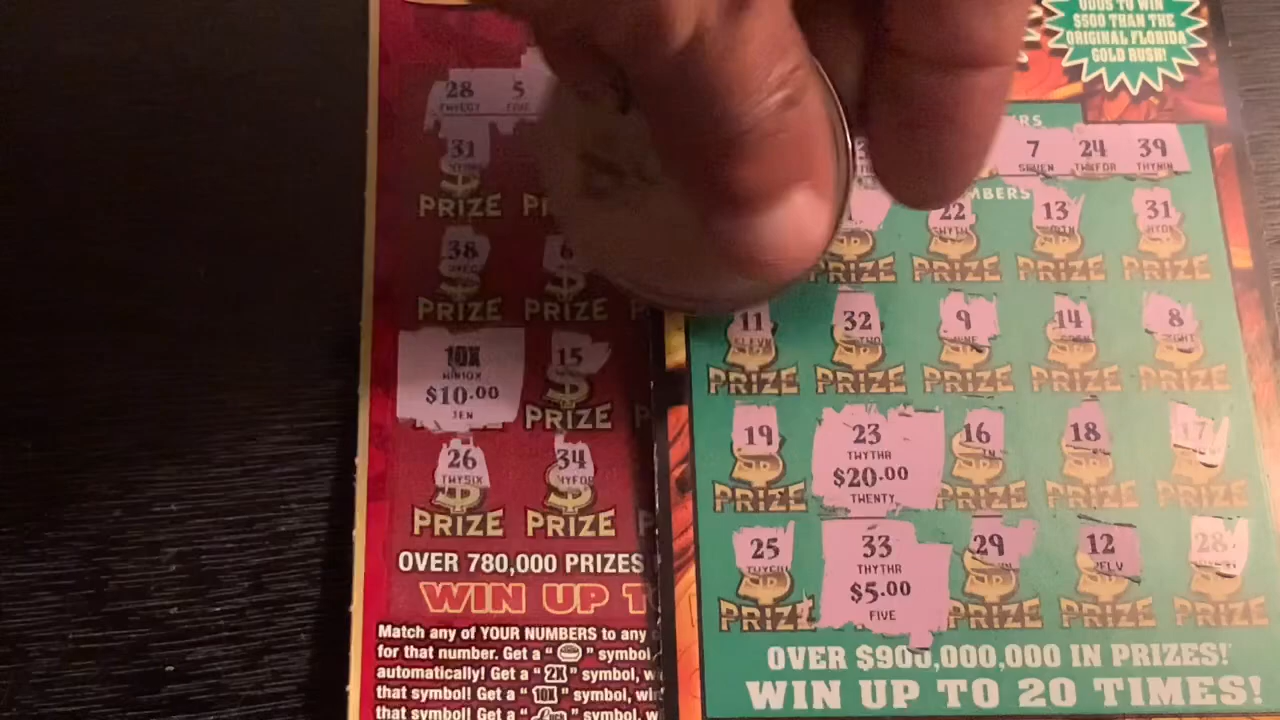 ODDS TO WIN
$500 THAN THE
ORIGINAL FLORIDA
GOLD RUSH!
28 5
FIVE
31
PRIZE
38 6
PRIZE PRIZE
10X 15
WIN10X
$10.00
TEN
PRIZE
26 34
TWYSIX
PRIZE PRIZE
OVER 780,000 PRIZES
WIN UP
Match any of YOUR NUMBERS to any
for that number. Get a " " symbol
automatically! Get a "2X" symbol,
that symbol! Get a "10X" symbol,
that symbol! Get a " " symbol,
7 24 39
SEVEN TWYFOR THYNIN
22 13 31
PRIZE PRIZE PRIZE PRIZE
11 32 9 14 8
PRIZE PRIZE PRIZE PRIZE PRIZE
19 23 16 18 17
TWYTHR
$20.00
TWENTY
PRIZE PRIZE PRIZE PRIZE
25 33 29 12 28
THYTHR
$5.00
FIVE
PRIZE PRIZE PRIZE PRIZE
OVER $900,000,000 IN PRIZES!
WIN UP TO 20 TIMES!